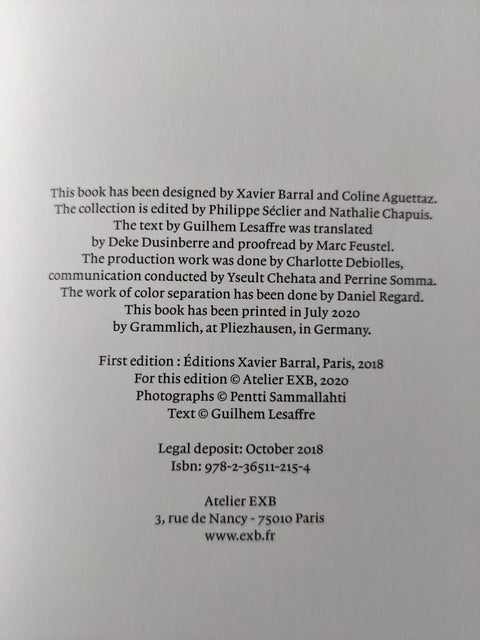 This book has been designed by Xavier Barral and Coline Aguettaz.
The collection is edited by Philippe Séclier and Nathalie Chapuis.
The text by Guilhem Lesaffre was translated
by Deke Dusinberre and proofread by Marc Feustel.
The production work was done by Charlotte Debiolles,
communication conducted by Yseult Chehata and Perrine Somma.
The work of color separation has been done by Daniel Regard.
This book has been printed in July 2020
by Grammlich, at Pliezhausen, in Germany.
First edition : Éditions Xavier Barral, Paris, 2018
For this edition © Atelier EXB, 2020
Photographs © Pentti Sammallahti
Text © Guilhem Lesaffre
Legal deposit: October 2018
Isbn: 978-2-36511-215-4
Atelier EXB
3, rue de Nancy - 75010 Paris
www.exb.fr